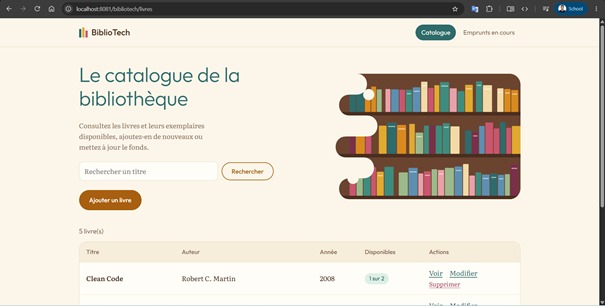 localhost:8081/bibliotech/livres
School
BiblioTech
Catalogue
Emprunts en cours
Le catalogue de la
bibliothèque
Consultez les livres et leurs exemplaires
disponibles, ajoutez-en de nouveaux ou
mettez à jour le fonds.
Rechercher un titre
Rechercher
Ajouter un livre
5 livre(s)
Titre Auteur Année Disponibles Actions
Clean Code Robert C. Martin 2008 1 sur 2 Voir Modifier
Supprimer
Voir Modifier